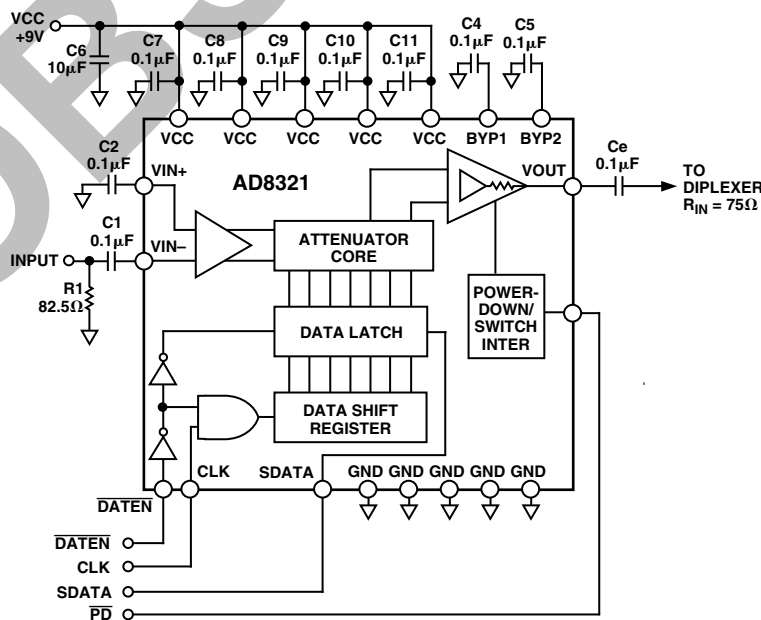 VCC
+9V
C6
10µF
C7
0.1µF
C8
0.1µF
C9
0.1µF
C10
0.1µF
C11
0.1µF
C4
0.1µF
C5
0.1µF
VCC
VCC
VCC
VCC
VCC
BYP1
BYP2
C2
0.1µF
VIN+
AD8321
VOUT
Ce
0.1µF
TO
DIPLEXER
RIN = 75Ω
C1
0.1µF
VIN–
INPUT
R1
82.5Ω
ATTENUATOR
CORE
POWER-
DOWN/
SWITCH
INTER
DATA LATCH
DATA SHIFT
REGISTER
CLK
SDATA
GND
GND
GND
GND
GND
DATEN
DATEN
CLK
SDATA
PD